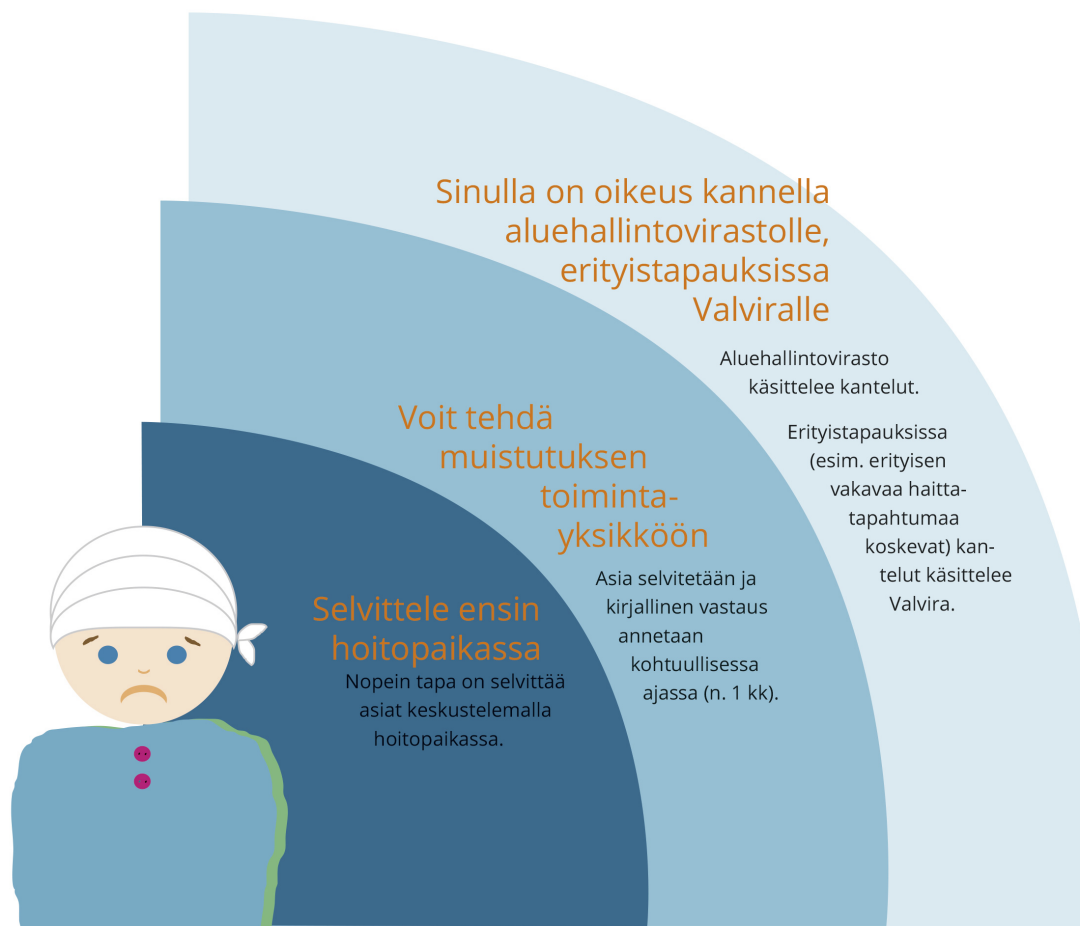 Sinulla on oikeus kannella
aluehallintovirastolle,
erityistapauksissa
Valviralle
Aluehallintovirasto
käsittelee kantelut.
Erityistapauksissa
(esim. erityisen
vakavaa haitta-
tapahtumaa
koskevat) kan-
telut käsittelee
Valvira.
Voit tehdä
muistutuksen
toiminta-
yksikköön
Asia selvitetään ja
kirjallinen vastaus
annetaan
kohtuullisessa
ajassa (n. 1 kk).
Selvittele ensin
hoitopaikassa
Nopein tapa on selvittää
asiat keskustelemalla
hoitopaikassa.